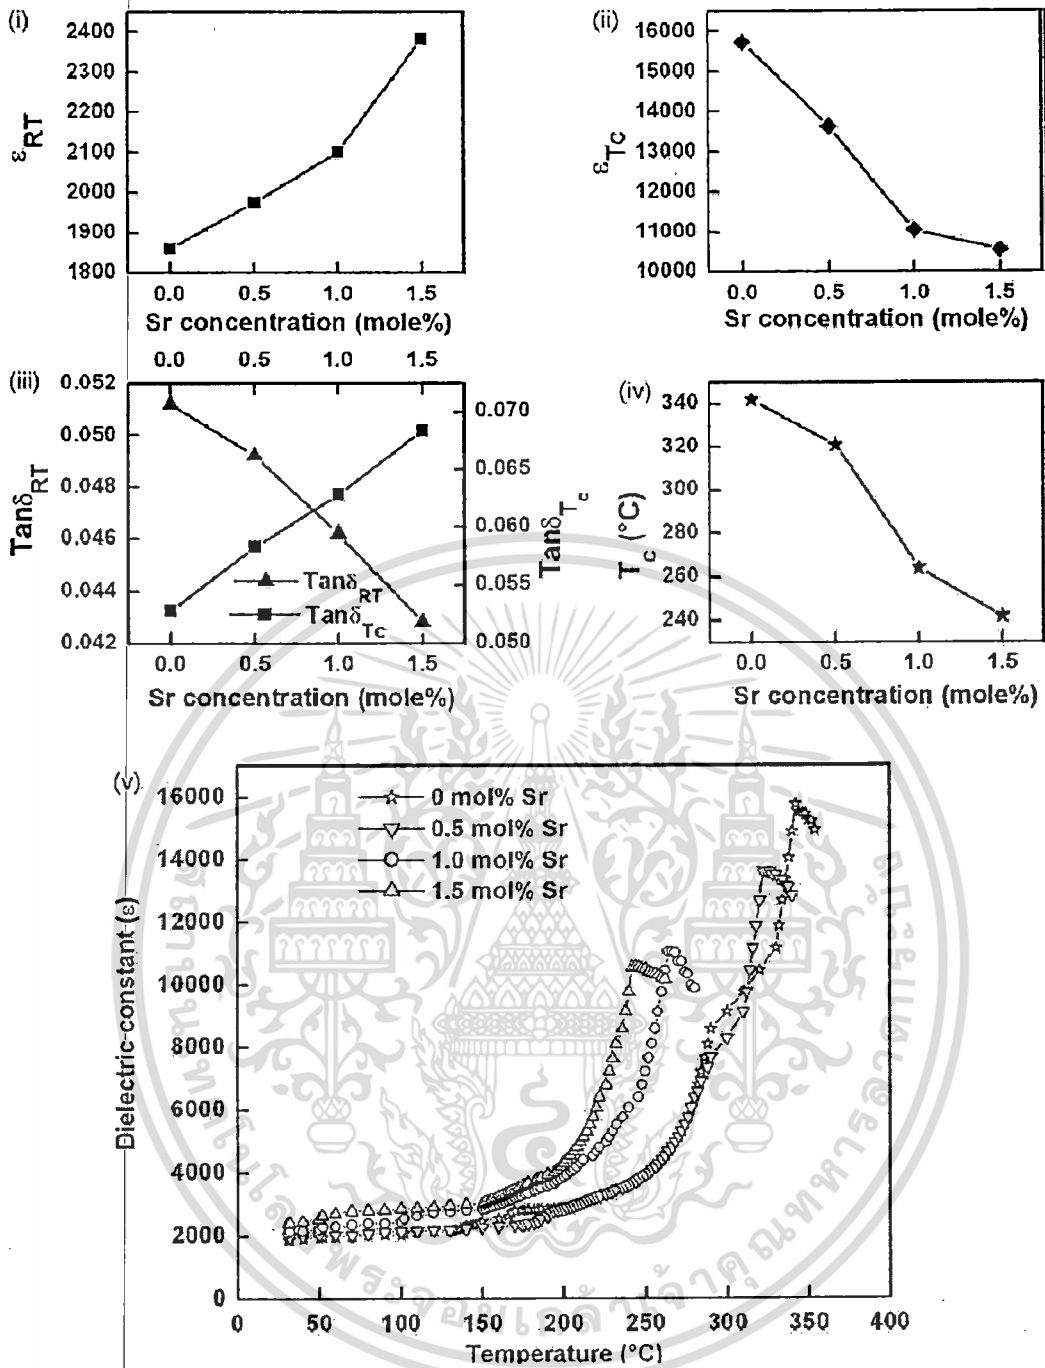 (i)
2450
2400
2300
2200
2100
2000
1900
1800
εRT
0.0 0.5 1.0 1.5
Sr concentration (mole%)
(ii)
16000
15000
14000
13000
12000
11000
10000
εTc
0.0 0.5 1.0 1.5
Sr concentration (mole%)
(iii)
0.0 0.5 1.0 1.5
0.052
0.050
0.048
0.046
0.044
0.042
TanδRT
0.070
0.065
0.060
0.055
0.050
TanδTc
TanδRT
TanδTc
0.0 0.5 1.0 1.5
Sr concentration (mole%)
(iv)
340
320
300
280
260
240
Tc (°C)
0.0 0.5 1.0 1.5
Sr concentration (mole%)
(v)
16000
14000
12000
10000
8000
6000
4000
2000
0
Dielectric-constant (ε)
0 mol% Sr
0.5 mol% Sr
1.0 mol% Sr
1.5 mol% Sr
0 50 100 150 200 250 300 350 400
Temperature (°C)